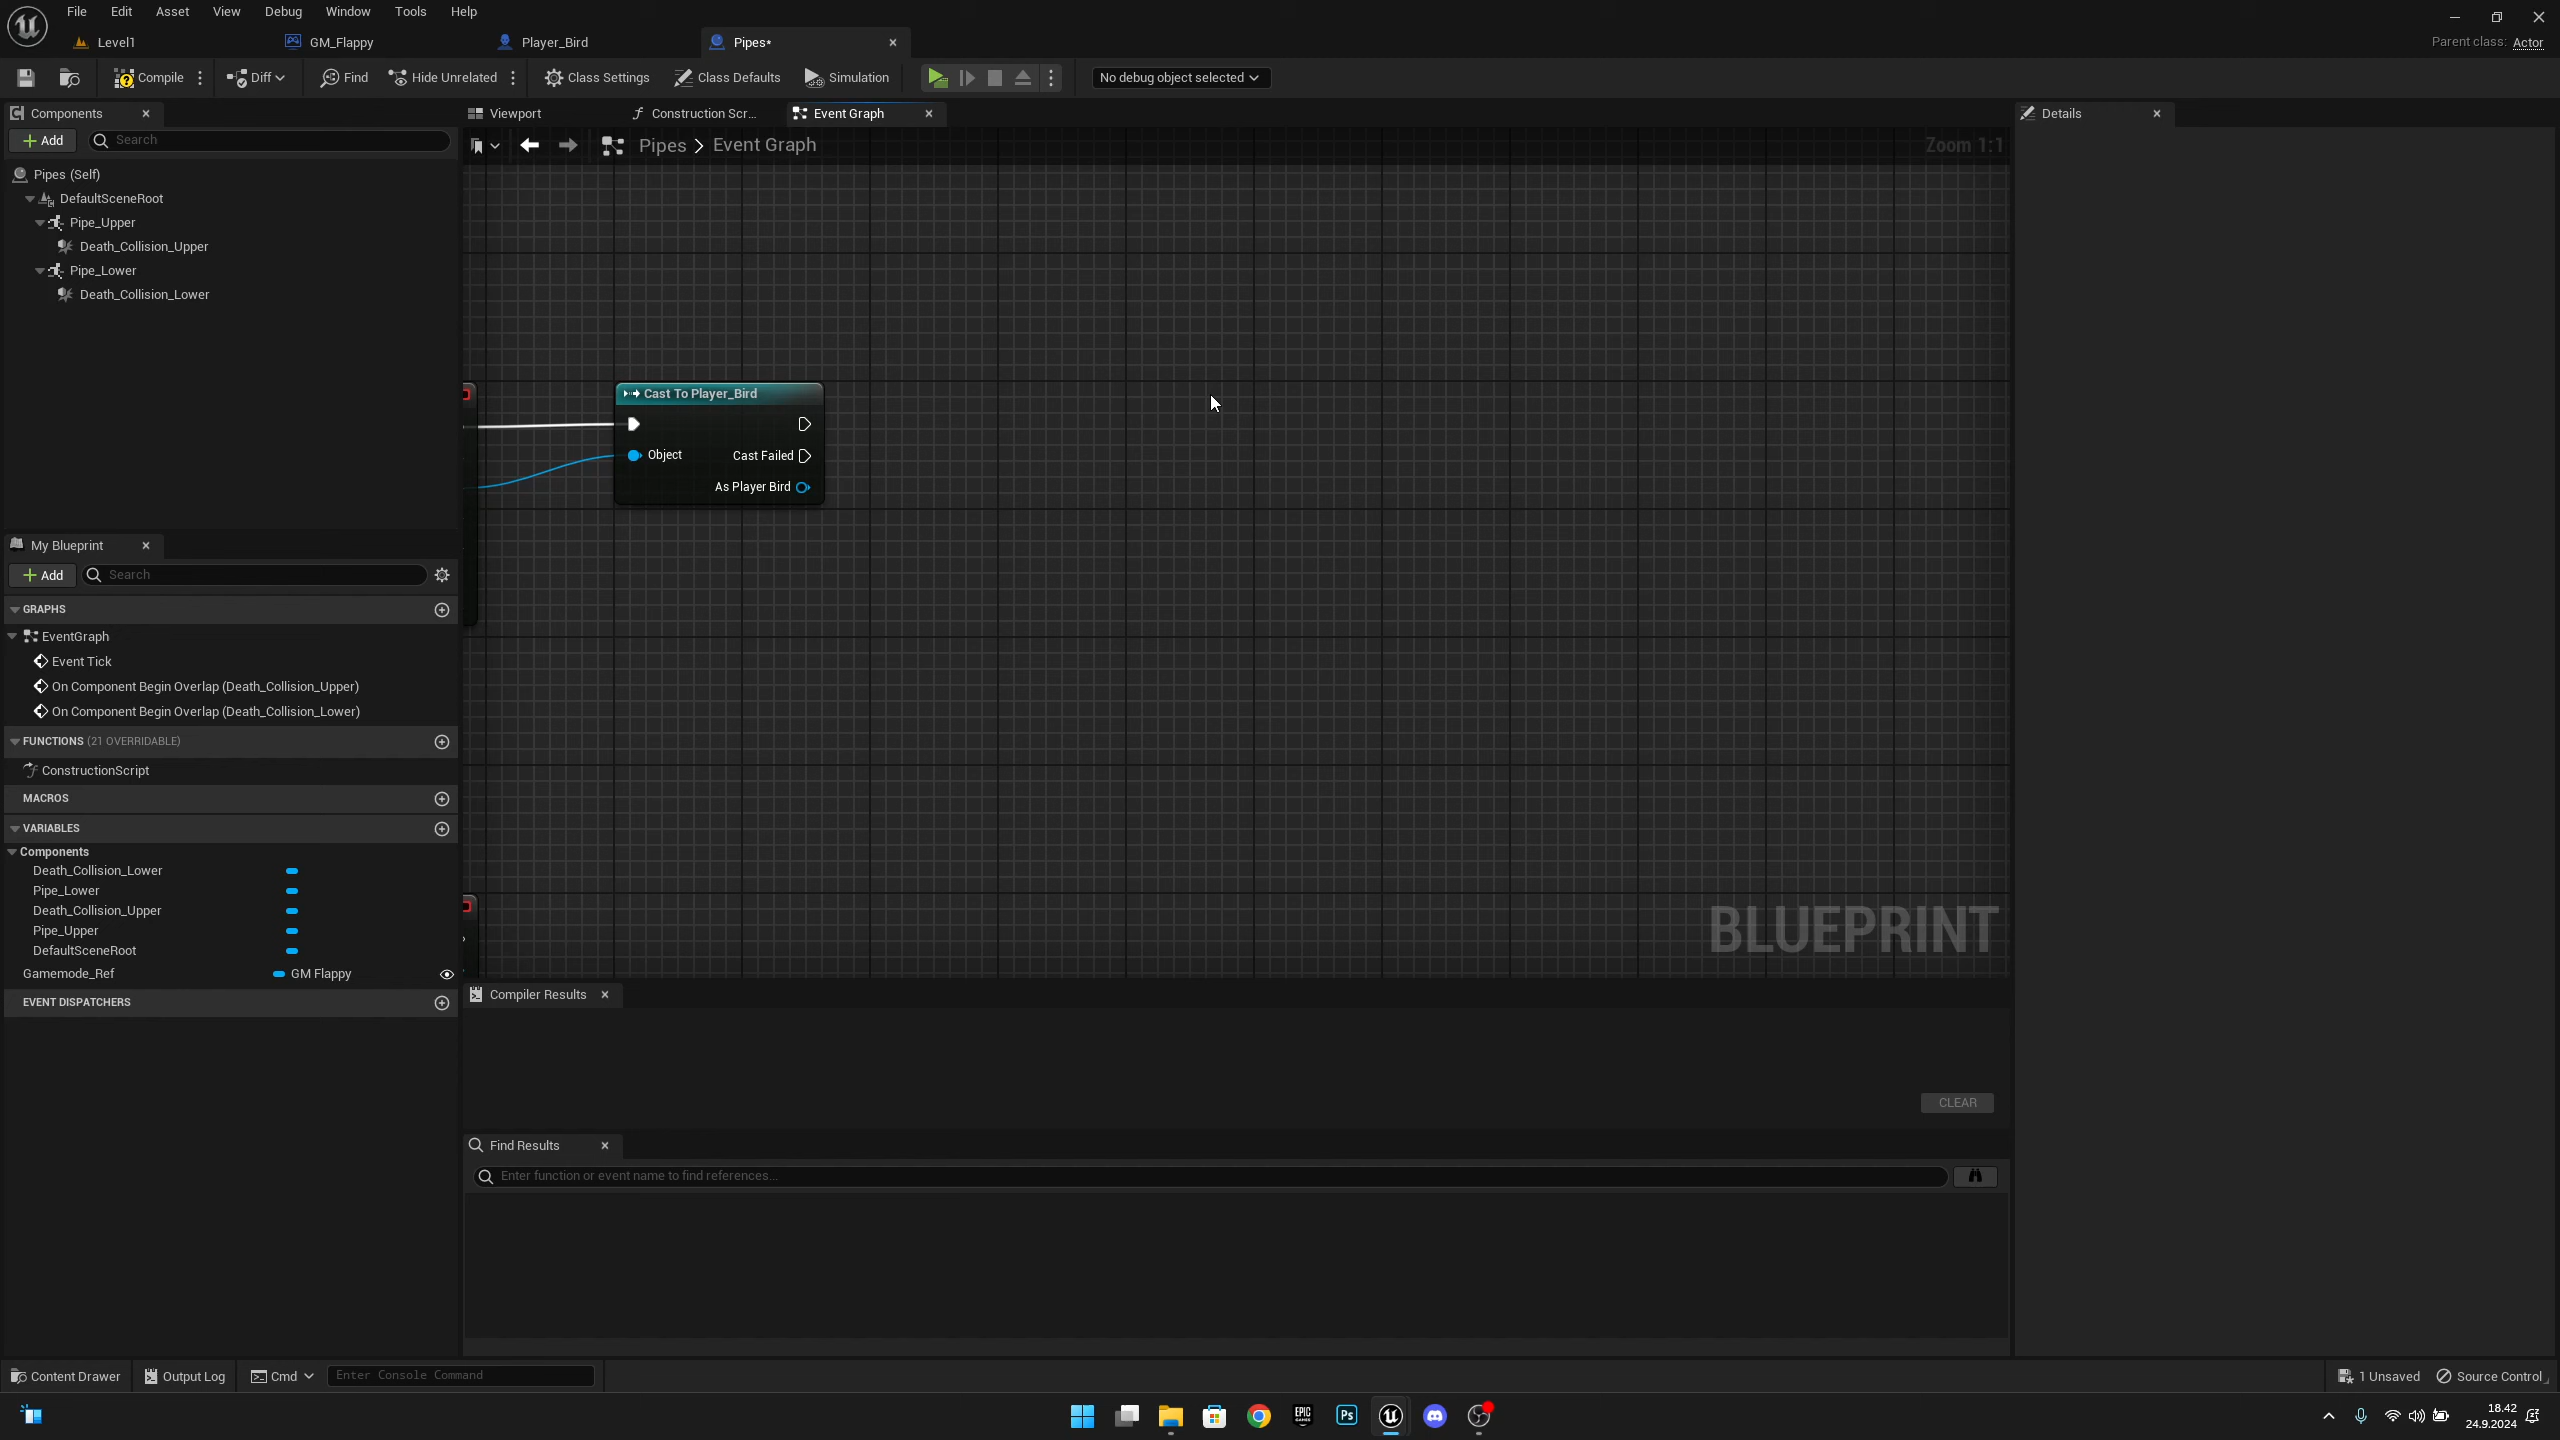 File Edit Asset View Debug Window Tools Help
Level1 GM_Flappy Player_Bird Pipes*
Parent class: Actor
Compile Diff Find Hide Unrelated Class Settings Class Defaults Simulation No debug object selected
Components Viewport Construction Scr... Event Graph Details
Add Search
Pipes > Event Graph
Zoom 1:1
Pipes (Self)
DefaultSceneRoot
Pipe_Upper
Death_Collision_Upper
Pipe_Lower
Death_Collision_Lower
Cast To Player_Bird
Object Cast Failed
As Player Bird
My Blueprint
Add Search
GRAPHS
EventGraph
Event Tick
On Component Begin Overlap (Death_Collision_Upper)
On Component Begin Overlap (Death_Collision_Lower)
FUNCTIONS (21 OVERRIDABLE)
ConstructionScript
MACROS
VARIABLES
Components
Death_Collision_Lower
Pipe_Lower
Death_Collision_Upper
Pipe_Upper
DefaultSceneRoot
Gamemode_Ref GM Flappy
EVENT DISPATCHERS
BLUEPRINT
Compiler Results
CLEAR
Find Results
Enter function or event name to find references...
Content Drawer Output Log Cmd Enter Console Command
1 Unsaved Source Control
EPIC GAMES
Ps
18.42
24.9.2024